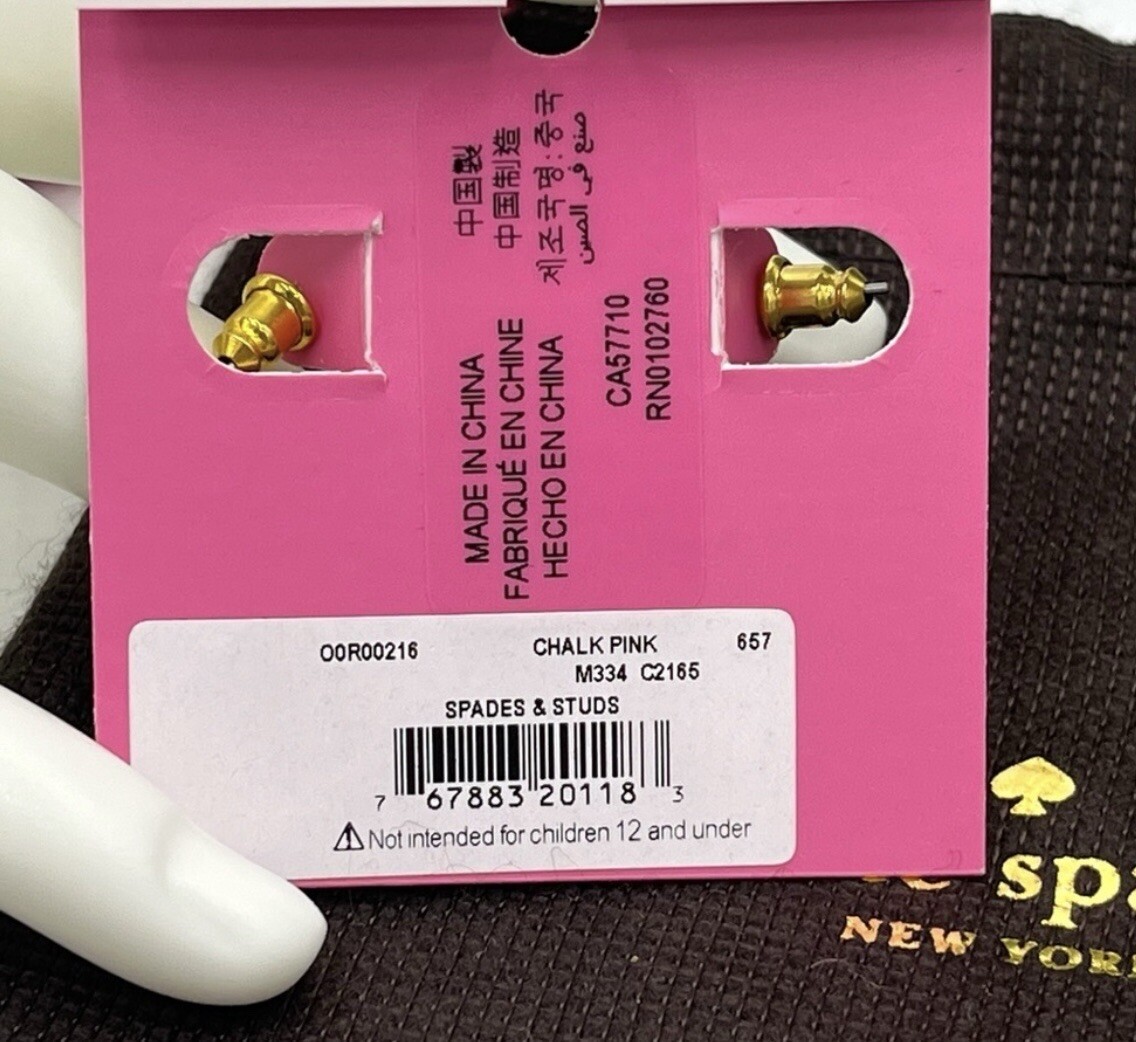 中国製
中国制造
제조국명:중국
صنع في الصين
MADE IN CHINA
FABRIQUÉ EN CHINE
HECHO EN CHINA
CA57710
RN0102760
O0R00216 CHALK PINK 657
M334 C2165
SPADES & STUDS
7 67883 20118 3
⚠ Not intended for children 12 and under
NEW YORK